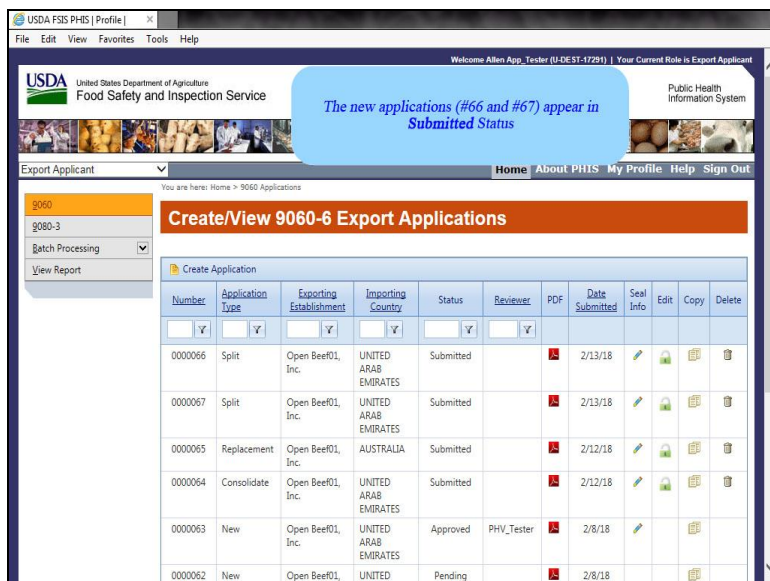 USDA FSIS PHIS | Profile |
File Edit View Favorites Tools Help
Welcome Allen App_Tester (U-DEST-17291) | Your Current Role is Export Applicant
USDA
United States Department of Agriculture
Food Safety and Inspection Service
The new applications (#66 and #67) appear in
Submitted Status
Public Health
Information System
Export Applicant
Home About PHIS My Profile Help Sign Out
You are here: Home > 9060 Applications
9060
9080-3
Batch Processing
View Report
Create/View 9060-6 Export Applications
Create Application
Number Application Type Exporting Establishment Importing Country Status Reviewer PDF Date Submitted Seal Info Edit Copy Delete
0000066 Split Open Beef01, Inc. UNITED ARAB EMIRATES Submitted 2/13/18
0000067 Split Open Beef01, Inc. UNITED ARAB EMIRATES Submitted 2/13/18
0000065 Replacement Open Beef01, Inc. AUSTRALIA Submitted 2/12/18
0000064 Consolidate Open Beef01, Inc. UNITED ARAB EMIRATES Submitted 2/12/18
0000063 New Open Beef01, Inc. UNITED ARAB EMIRATES Approved PHV_Tester 2/8/18
0000062 New Open Beef01, UNITED Pending 2/8/18